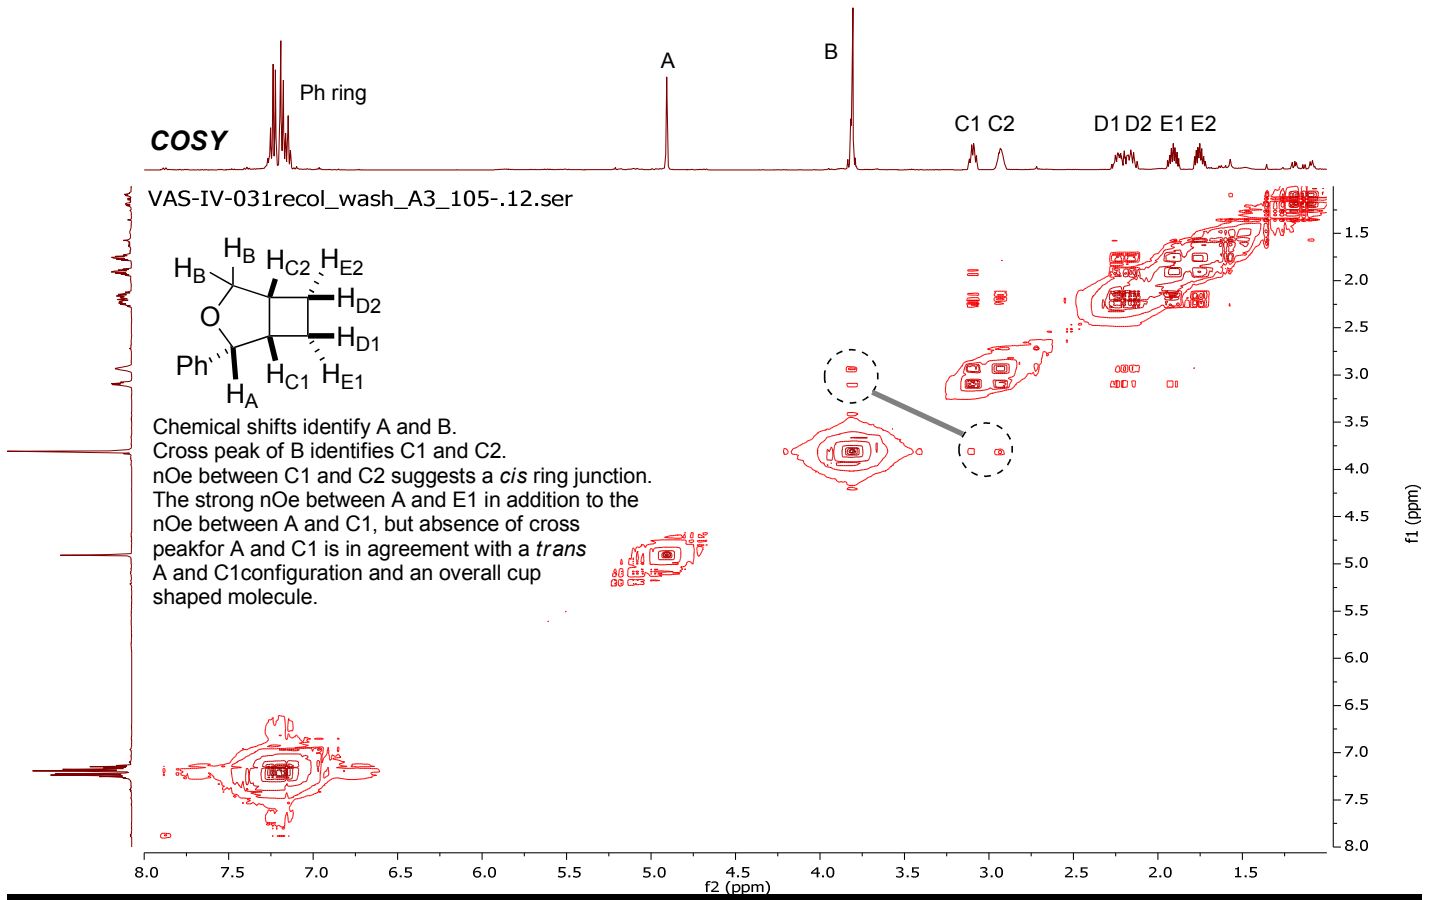 A
B
Ph ring
C1 C2
D1 D2 E1 E2
COSY
VAS-IV-031recol_wash_A3_105-.12.ser
HB
HB
HC2
HE2
HD2
O
HD1
Ph
HC1
HE1
HA
Chemical shifts identify A and B.
Cross peak of B identifies C1 and C2.
nOe between C1 and C2 suggests a cis ring junction.
The strong nOe between A and E1 in addition to the
nOe between A and C1, but absence of cross
peakfor A and C1 is in agreement with a trans
A and C1configuration and an overall cup
shaped molecule.
1.5
2.0
2.5
3.0
3.5
4.0
4.5
5.0
5.5
6.0
6.5
7.0
7.5
8.0
f1 (ppm)
8.0 7.5 7.0 6.5 6.0 5.5 5.0 4.5 4.0 3.5 3.0 2.5 2.0 1.5
f2 (ppm)